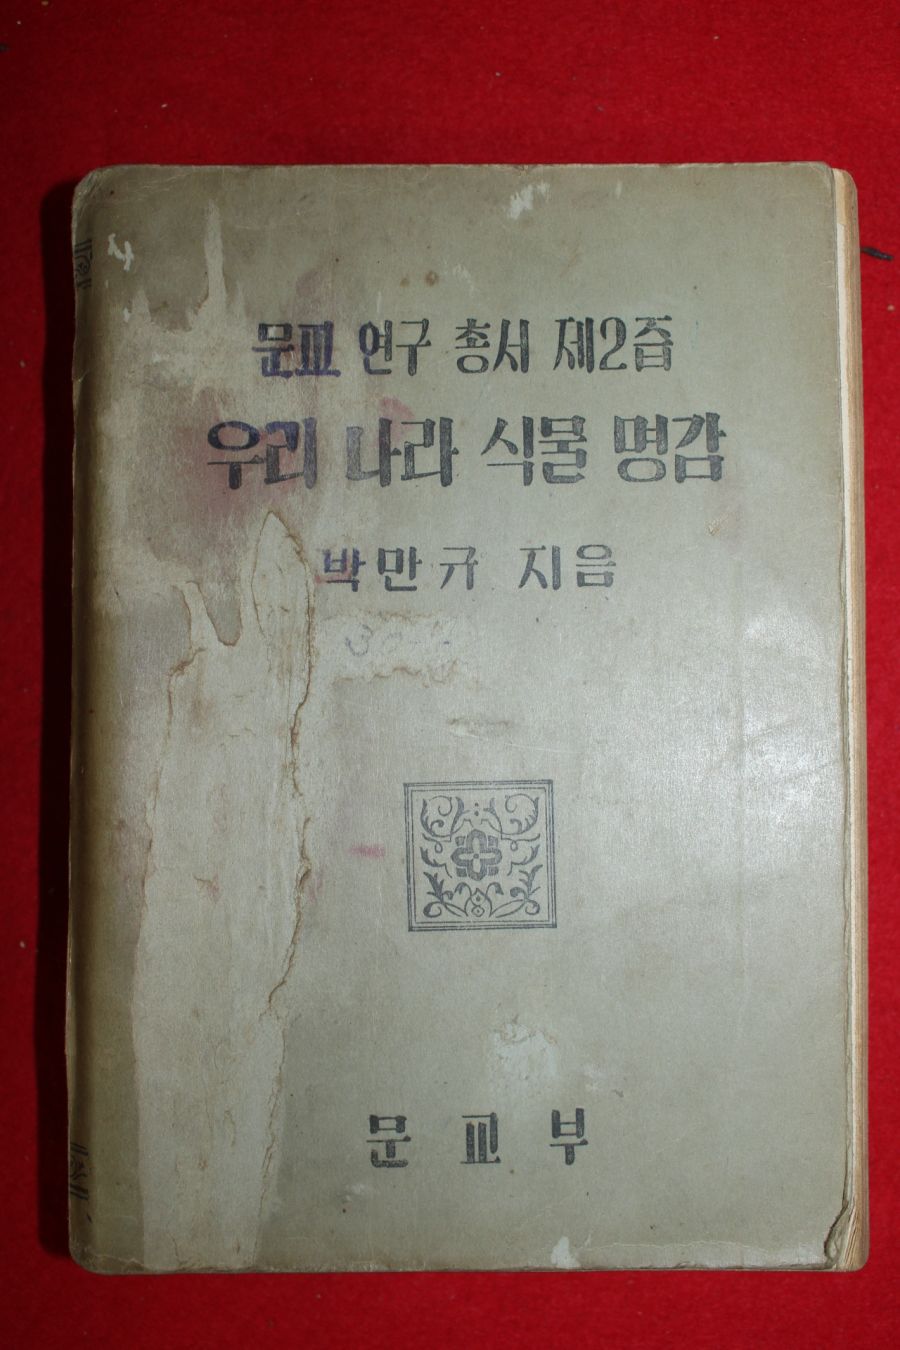 문교 연구 총서 제2즙
우리 나라 식물 명감
박만규 지음
문교부